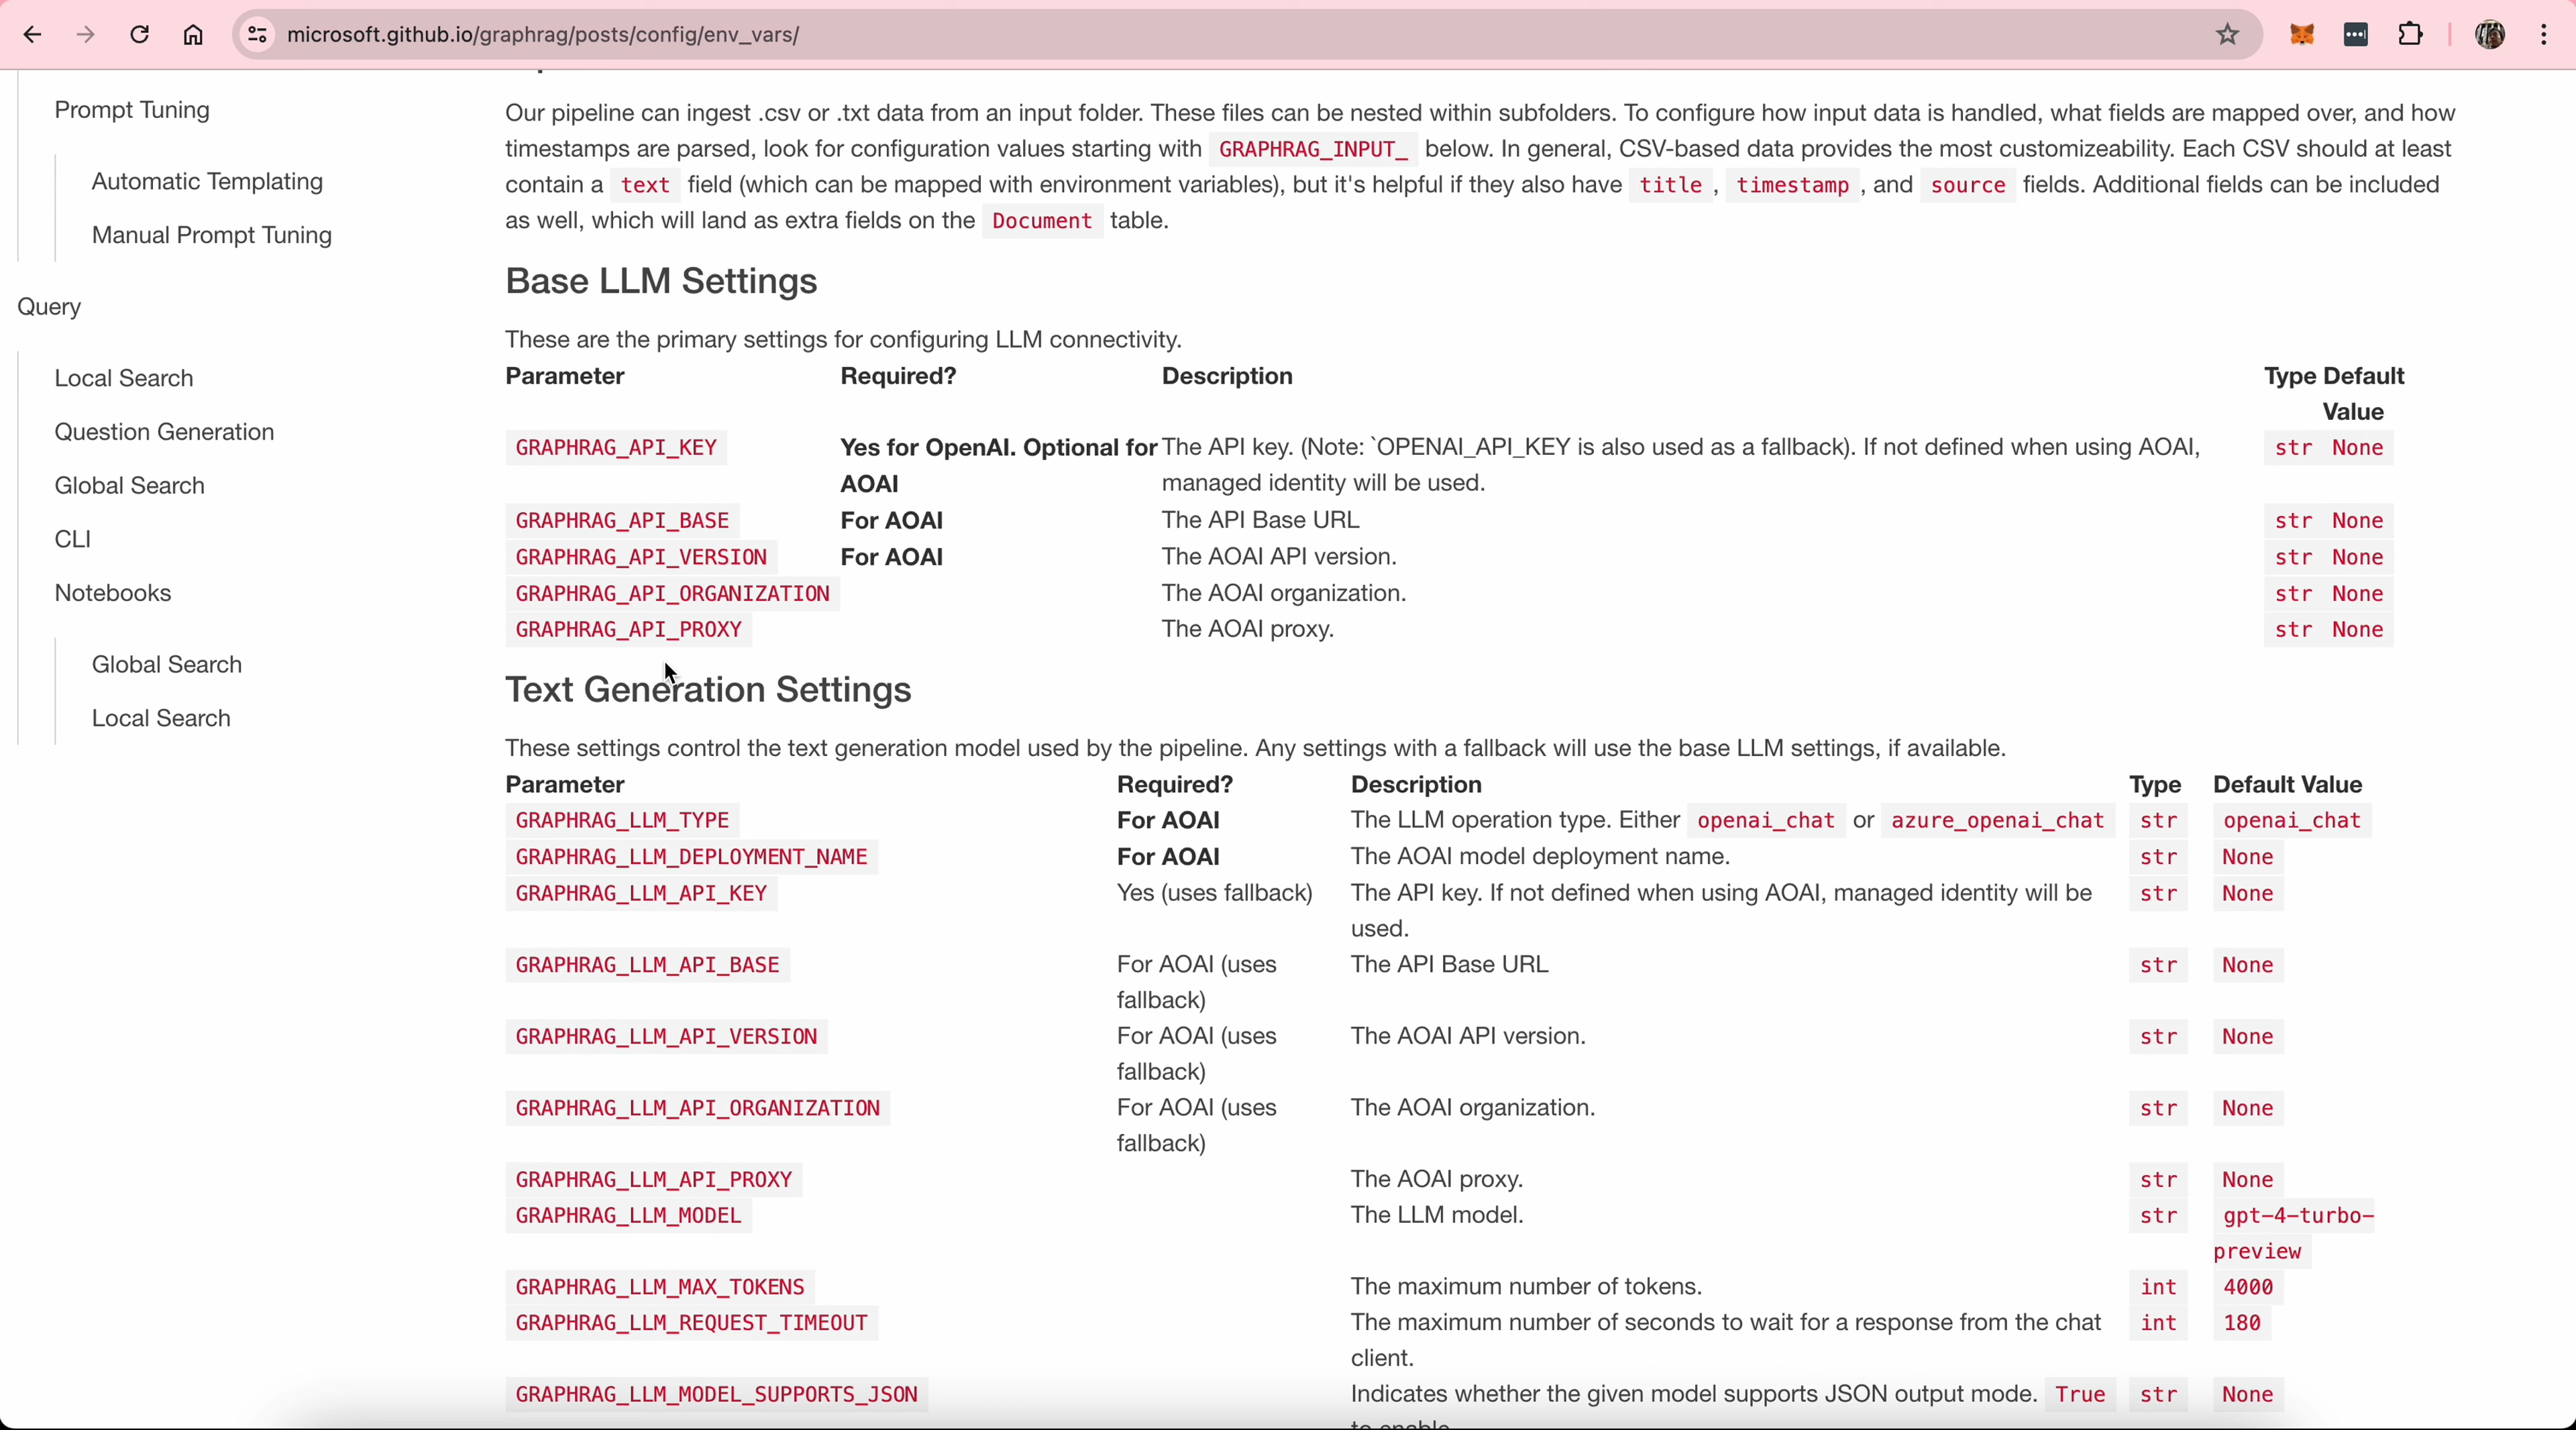 microsoft.github.io/graphrag/posts/config/env_vars/
Prompt Tuning
Automatic Templating
Manual Prompt Tuning
Query
Local Search
Question Generation
Global Search
CLI
Notebooks
Global Search
Local Search
Our pipeline can ingest .csv or .txt data from an input folder. These files can be nested within subfolders. To configure how input data is handled, what fields are mapped over, and how
timestamps are parsed, look for configuration values starting with GRAPHRAG_INPUT_ below. In general, CSV-based data provides the most customizeability. Each CSV should at least
contain a text field (which can be mapped with environment variables), but it's helpful if they also have title , timestamp , and source fields. Additional fields can be included
as well, which will land as extra fields on the Document table.
Base LLM Settings
These are the primary settings for configuring LLM connectivity.
Parameter Required? Description Type Default
Value
GRAPHRAG_API_KEY Yes for OpenAI. Optional for The API key. (Note: `OPENAI_API_KEY is also used as a fallback). If not defined when using AOAI, str None
AOAI managed identity will be used.
GRAPHRAG_API_BASE For AOAI The API Base URL str None
GRAPHRAG_API_VERSION For AOAI The AOAI API version. str None
GRAPHRAG_API_ORGANIZATION The AOAI organization. str None
GRAPHRAG_API_PROXY The AOAI proxy. str None
Text Generation Settings
These settings control the text generation model used by the pipeline. Any settings with a fallback will use the base LLM settings, if available.
Parameter Required? Description Type Default Value
GRAPHRAG_LLM_TYPE For AOAI The LLM operation type. Either openai_chat or azure_openai_chat str openai_chat
GRAPHRAG_LLM_DEPLOYMENT_NAME For AOAI The AOAI model deployment name. str None
GRAPHRAG_LLM_API_KEY Yes (uses fallback) The API key. If not defined when using AOAI, managed identity will be str None
used.
GRAPHRAG_LLM_API_BASE For AOAI (uses The API Base URL str None
fallback)
GRAPHRAG_LLM_API_VERSION For AOAI (uses The AOAI API version. str None
fallback)
GRAPHRAG_LLM_API_ORGANIZATION For AOAI (uses The AOAI organization. str None
fallback)
GRAPHRAG_LLM_API_PROXY The AOAI proxy. str None
GRAPHRAG_LLM_MODEL The LLM model. str gpt-4-turbo-
preview
GRAPHRAG_LLM_MAX_TOKENS The maximum number of tokens. int 4000
GRAPHRAG_LLM_REQUEST_TIMEOUT The maximum number of seconds to wait for a response from the chat int 180
client.
GRAPHRAG_LLM_MODEL_SUPPORTS_JSON Indicates whether the given model supports JSON output mode. True str None
to enable